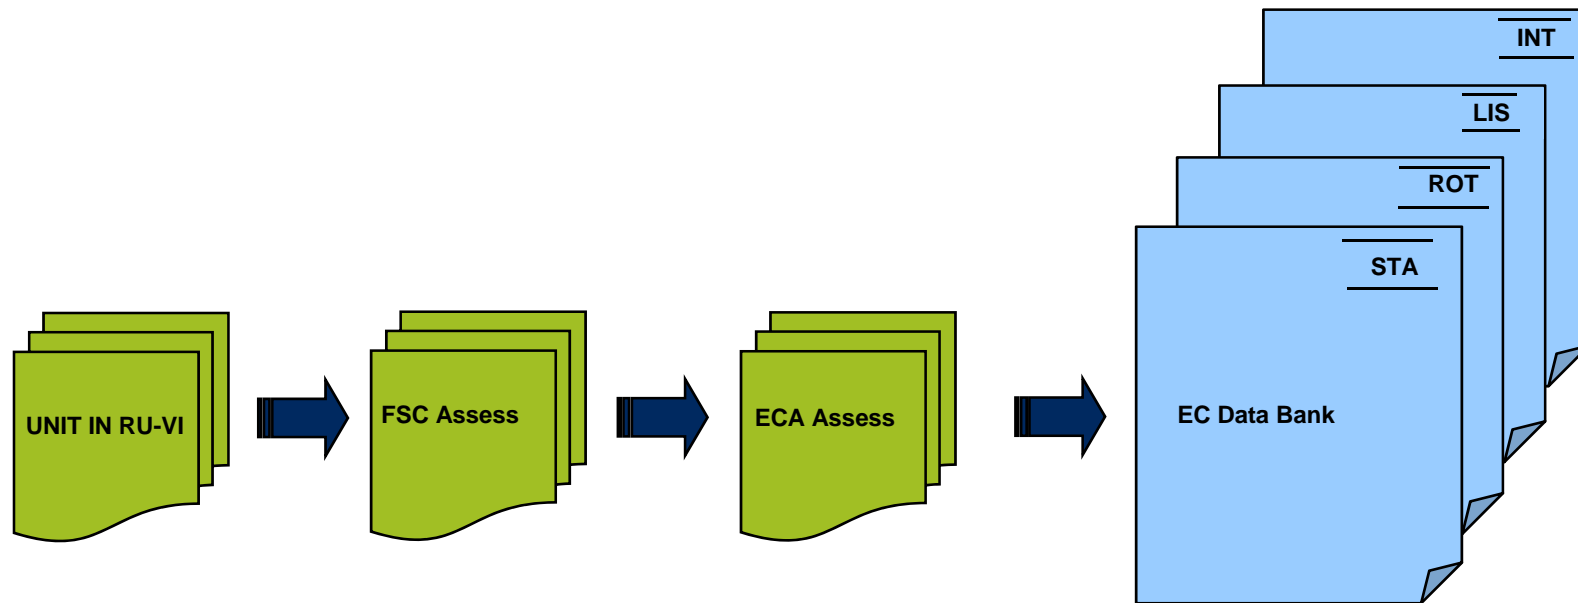 INT
LIS
ROT
STA
UNIT IN RU-VI
FSC Assess
ECA Assess
EC Data Bank